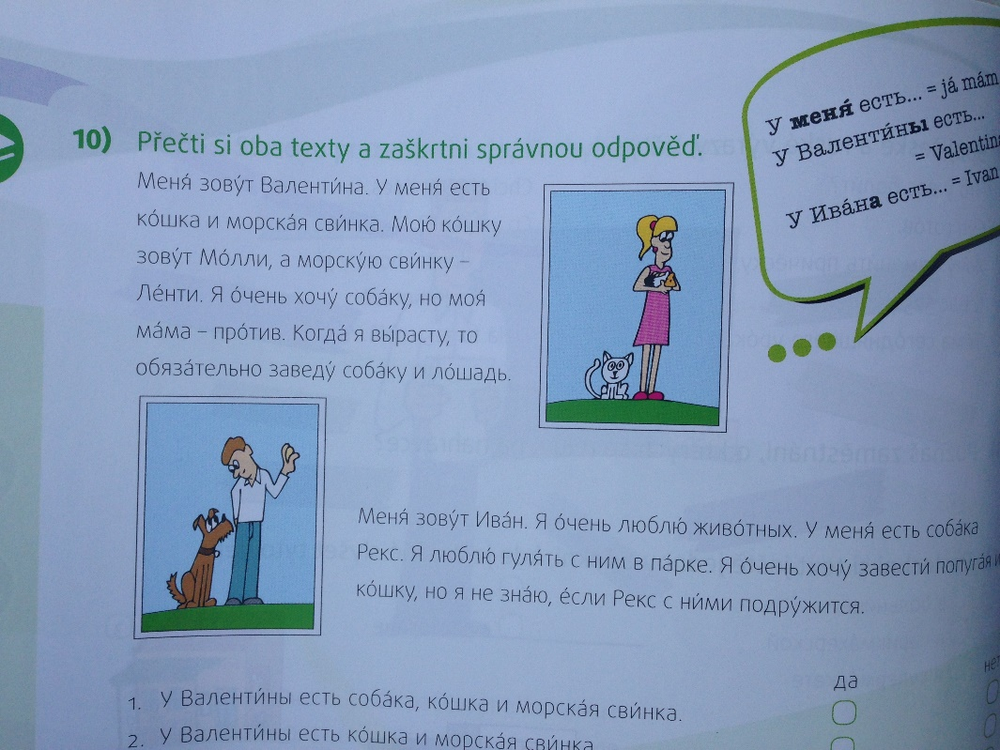 10) Přečti si oba texty a zaškrtni správnou odpověď.
Меня́ зову́т Валенти́на. У меня́ есть
ко́шка и морска́я сви́нка. Мою́ ко́шку
зову́т Мо́лли, а морску́ю сви́нку –
Ле́нти. Я о́чень хочу́ соба́ку, но моя́
ма́ма – про́тив. Когда́ я вы́расту, то
обяза́тельно заведу́ соба́ку и ло́шадь.
У меня́ есть... = já mám
У Валенти́ны есть...
= Valentina
У Ива́на есть... = Ivan
Меня́ зову́т Ива́н. Я о́чень люблю́ живо́тных. У меня́ есть соба́ка
Рекс. Я люблю́ гуля́ть с ним в па́рке. Я о́чень хочу́ завести́ попуга́я и
ко́шку, но я не зна́ю, е́сли Рекс с ни́ми подру́жится.
да нет
1. У Валенти́ны есть соба́ка, ко́шка и морска́я сви́нка.
2. У Валенти́ны есть ко́шка и морска́я сви́нка.